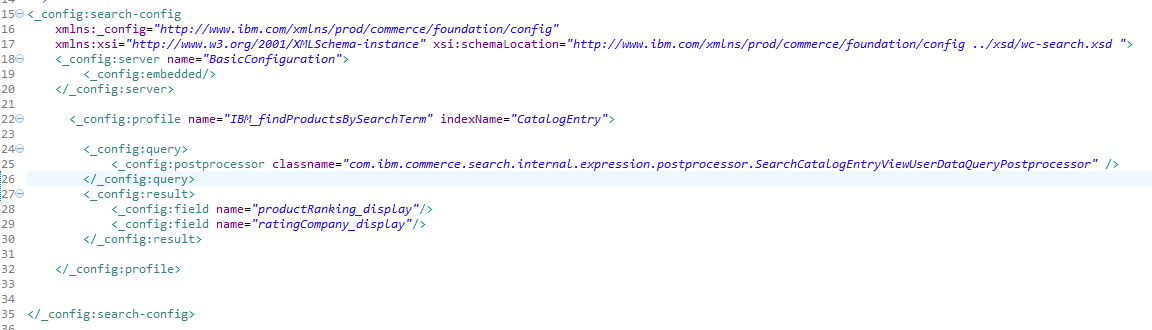 15 <_config:search-config
16 xmlns:_config="http://www.ibm.com/xmlns/prod/commerce/foundation/config"
17 xmlns:xsi="http://www.w3.org/2001/XMLSchema-instance" xsi:schemaLocation="http://www.ibm.com/xmlns/prod/commerce/foundation/config ../xsd/wc-search.xsd ">
18 <_config:server name="BasicConfiguration">
19 <_config:embedded/>
20 </_config:server>
21
22 <_config:profile name="IBM_findProductsBySearchTerm" indexName="CatalogEntry">
23
24 <_config:query>
25 <_config:postprocessor classname="com.ibm.commerce.search.internal.expression.postprocessor.SearchCatalogEntryViewUserDataQueryPostprocessor" />
26 </_config:query>
27 <_config:result>
28 <_config:field name="productRanking_display"/>
29 <_config:field name="ratingCompany_display"/>
30 </_config:result>
31
32 </_config:profile>
33
34
35 </_config:search-config>